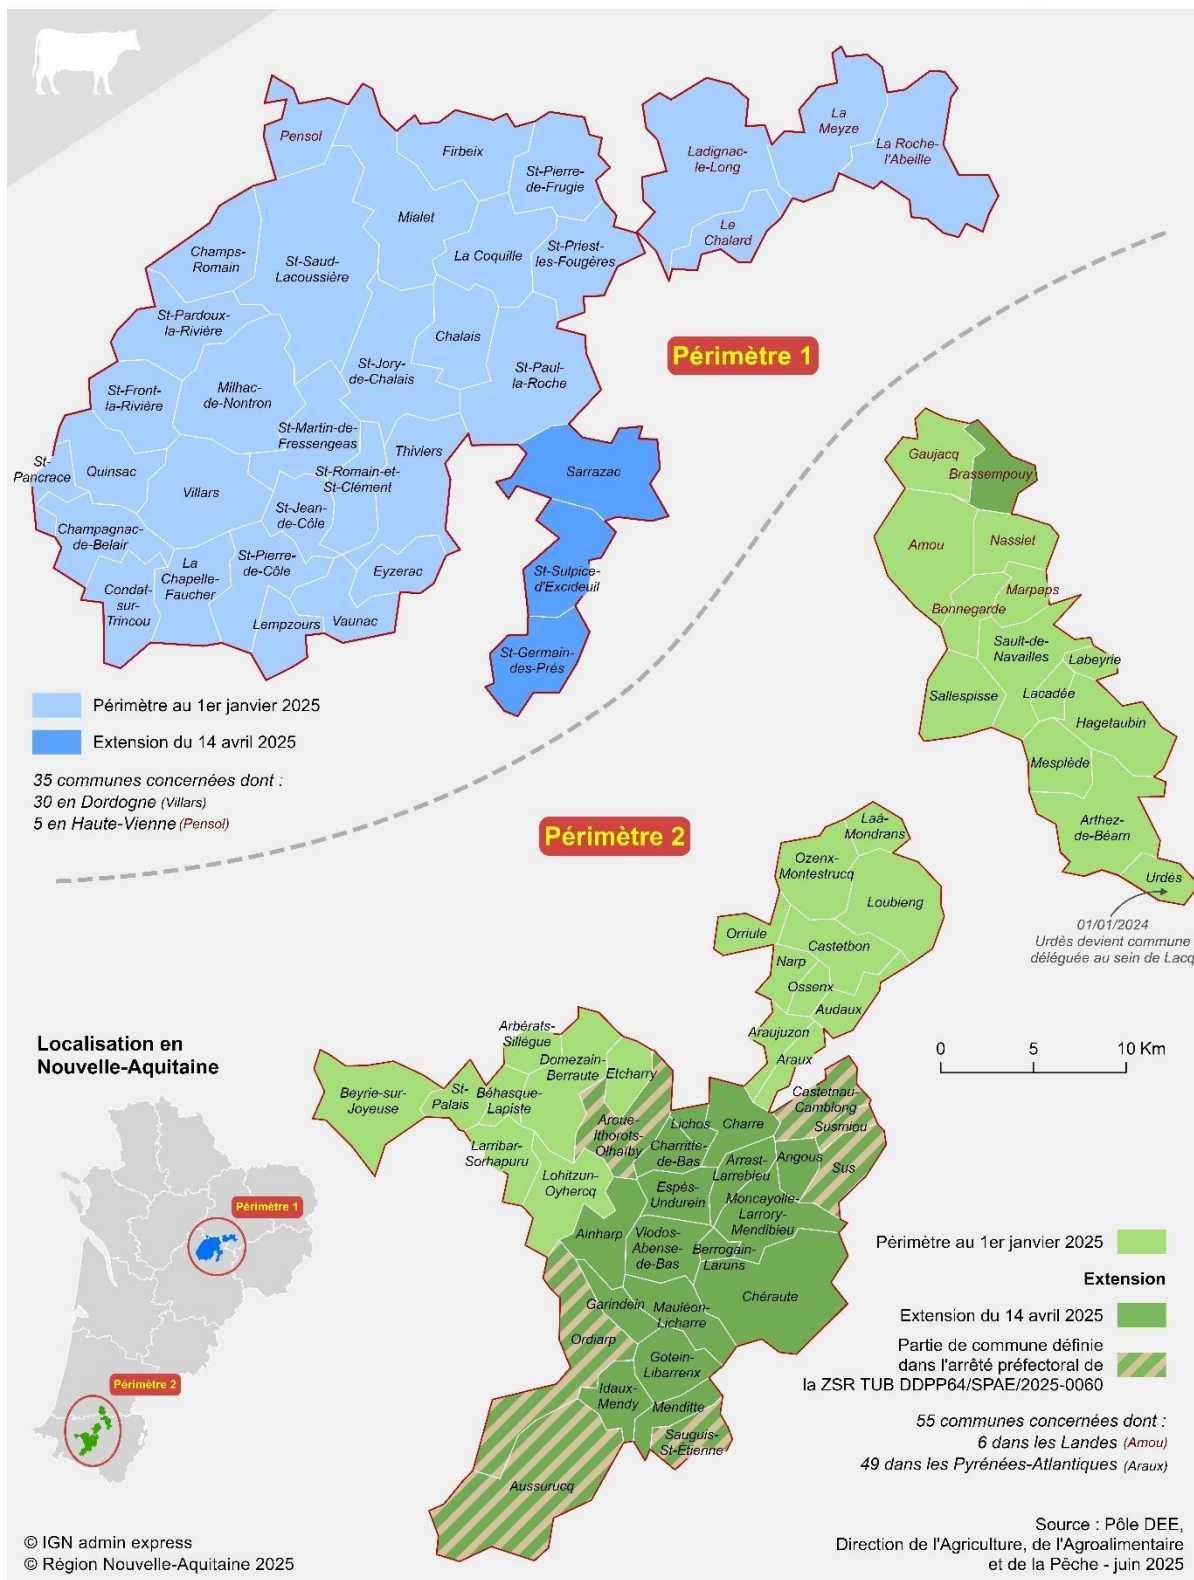 Pensol
Firbeix
St-Pierre-
de-Frugie
Mialet
Champs-
Romain
St-Saud-
Lacoussière
La Coquille
St-Priest-
les-Fougères
Ladignac-
le-Long
La
Meyze
La Roche-
l'Abeille
Le
Chalard
St-Pardoux-
la-Rivière
Chalais
St-Jory-
de-Chalais
St-Paul-
la-Roche
St-Front-
la-Rivière
Milhac-
de-Nontron
St-Martin-de-
Fressengeas
Thiviers
St-
Pancrace
Quinsac
Villars
St-Romain-et-
St-Clément
St-Jean-
de-Côle
Champagnac-
de-Belair
La
Chapelle-
Faucher
St-Pierre-
de-Côle
Eyzerac
Condat-
sur-
Trincou
Lempzours
Vaunac
Sarrazac
St-Sulpice-
d'Excideuil
St-Germain-
des-Prés
Périmètre 1
Périmètre au 1er janvier 2025
Extension du 14 avril 2025
35 communes concernées dont :
30 en Dordogne (Villars)
5 en Haute-Vienne (Pensol)
Périmètre 2
Gaujacq
Brassempouy
Amou
Nassiet
Marpaps
Bonnegarde
Sault-de-
Navailles
Labeyrie
Sallespisse
Lacadée
Hagetaubin
Mesplède
Arthez-
de-Béarn
Urdès
01/01/2024
Urdès devient commune
déléguée au sein de Lacq
Laà-
Mondrans
Ozenx-
Montestrucq
Loubieng
Orriule
Castetbon
Narp
Ossenx
Audaux
Araujuzon
Araux
0 5 10 Km
Arbérats-
Sillègue
Domezain-
Berraute
Etcharry
Beyrie-sur-
Joyeuse
St-
Palais
Béhasque-
Lapiste
Aroue-
Ithorots-
Olhaïby
Larribar-
Sorhapuru
Lohitzun-
Oyhercq
Lichos
Charre
Charritte-
de-Bas
Castetnau-
Camblong
Susmiou
Arrast-
Larrebieu
Angous
Sus
Espès-
Undurein
Moncayolle-
Larrory-
Mendibieu
Ainharp
Viodos-
Abense-
de-Bas
Berrogain-
Laruns
Chéraute
Garindein
Mauléon-
Licharre
Ordiarp
Gotein-
Libarrenx
Idaux-
Mendy
Menditte
Sauguis-
St-Etienne
Aussurucq
Localisation en
Nouvelle-Aquitaine
Périmètre 1
Périmètre 2
Périmètre au 1er janvier 2025
Extension
Extension du 14 avril 2025
Partie de commune définie
dans l'arrêté préfectoral de
la ZSR TUB DDPP64/SPAE/2025-0060
55 communes concernées dont :
6 dans les Landes (Amou)
49 dans les Pyrénées-Atlantiques (Araux)
© IGN admin express
© Région Nouvelle-Aquitaine 2025
Source : Pôle DEE,
Direction de l'Agriculture, de l'Agroalimentaire
et de la Pêche - juin 2025